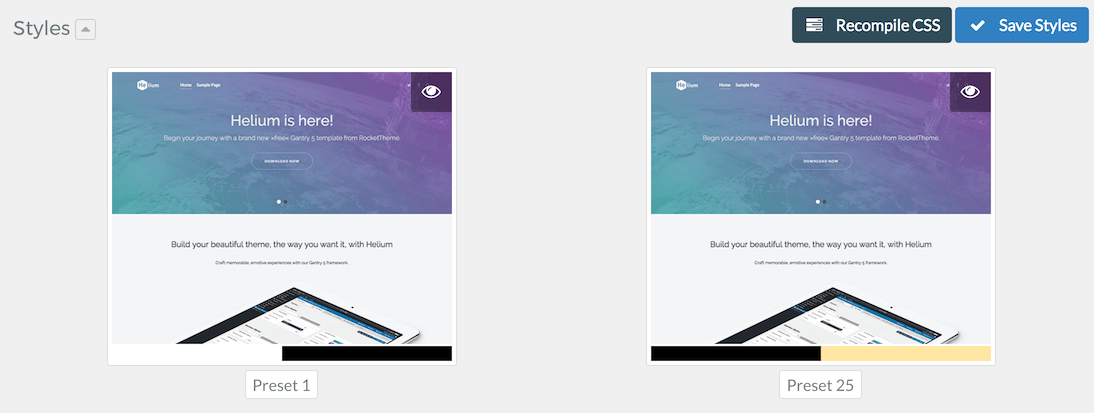 Styles
Recompile CSS
Save Styles
Helium
Home Sample Page
Helium is here!
Begin your journey with a brand new »free« Gantry 5 template from RocketTheme.
DOWNLOAD NOW
Build your beautiful theme, the way you want it, with Helium
Craft memorable, emotive experiences with our Gantry 5 framework.
Preset 1
Helium
Home Sample Page
Helium is here!
Begin your journey with a brand new »free« Gantry 5 template from RocketTheme.
DOWNLOAD NOW
Build your beautiful theme, the way you want it, with Helium
Craft memorable, emotive experiences with our Gantry 5 framework.
Preset 25